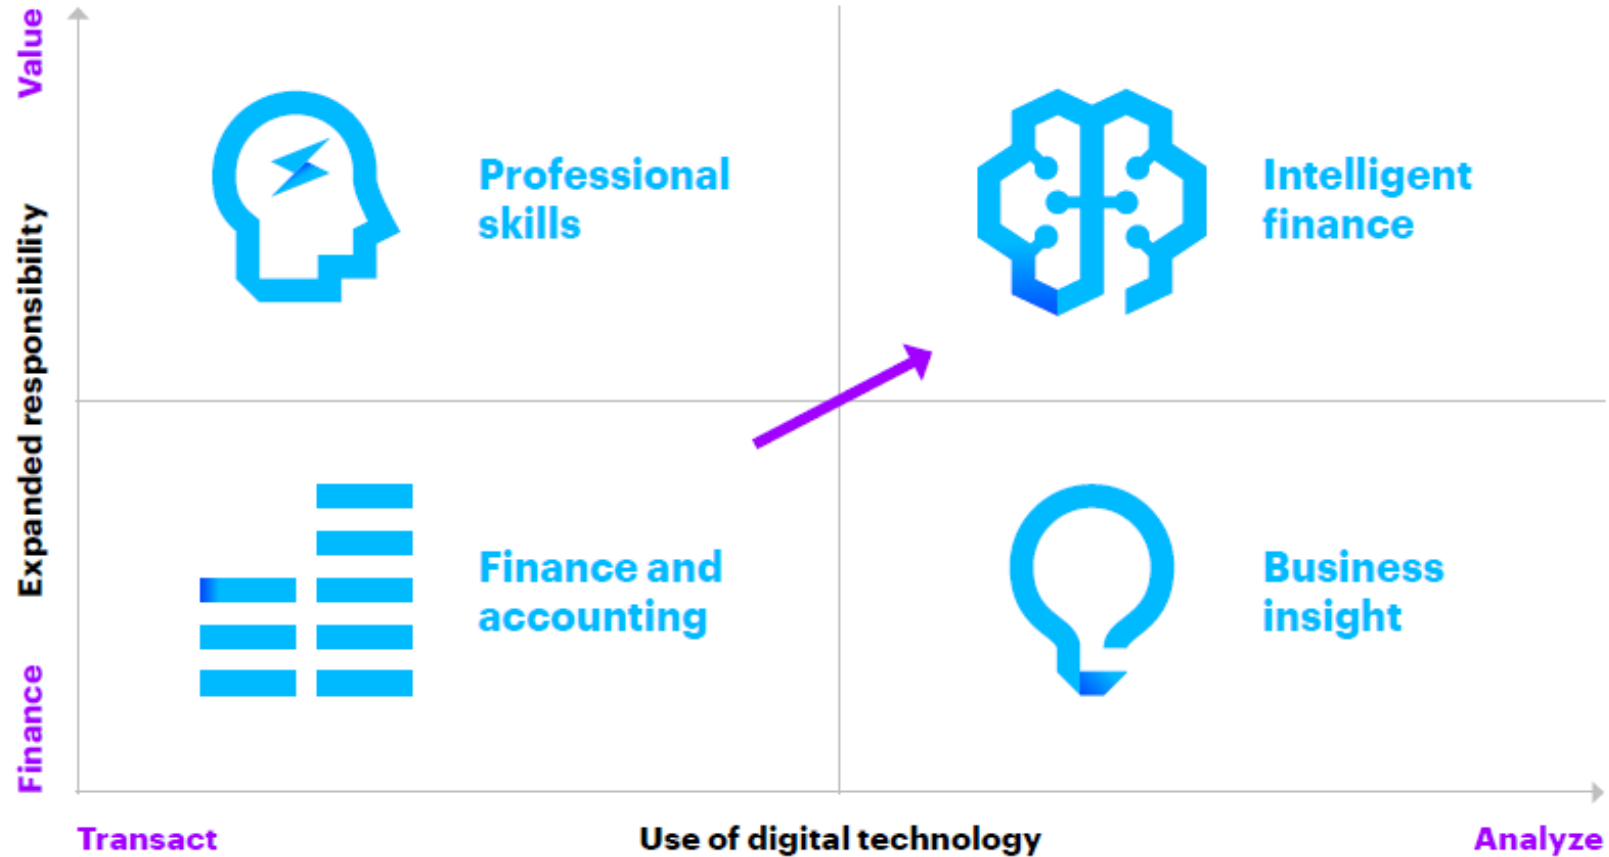 Value
Expanded responsibility
Finance
Professional
skills
Intelligent
finance
Finance and
accounting
Business
insight
Transact
Use of digital technology
Analyze